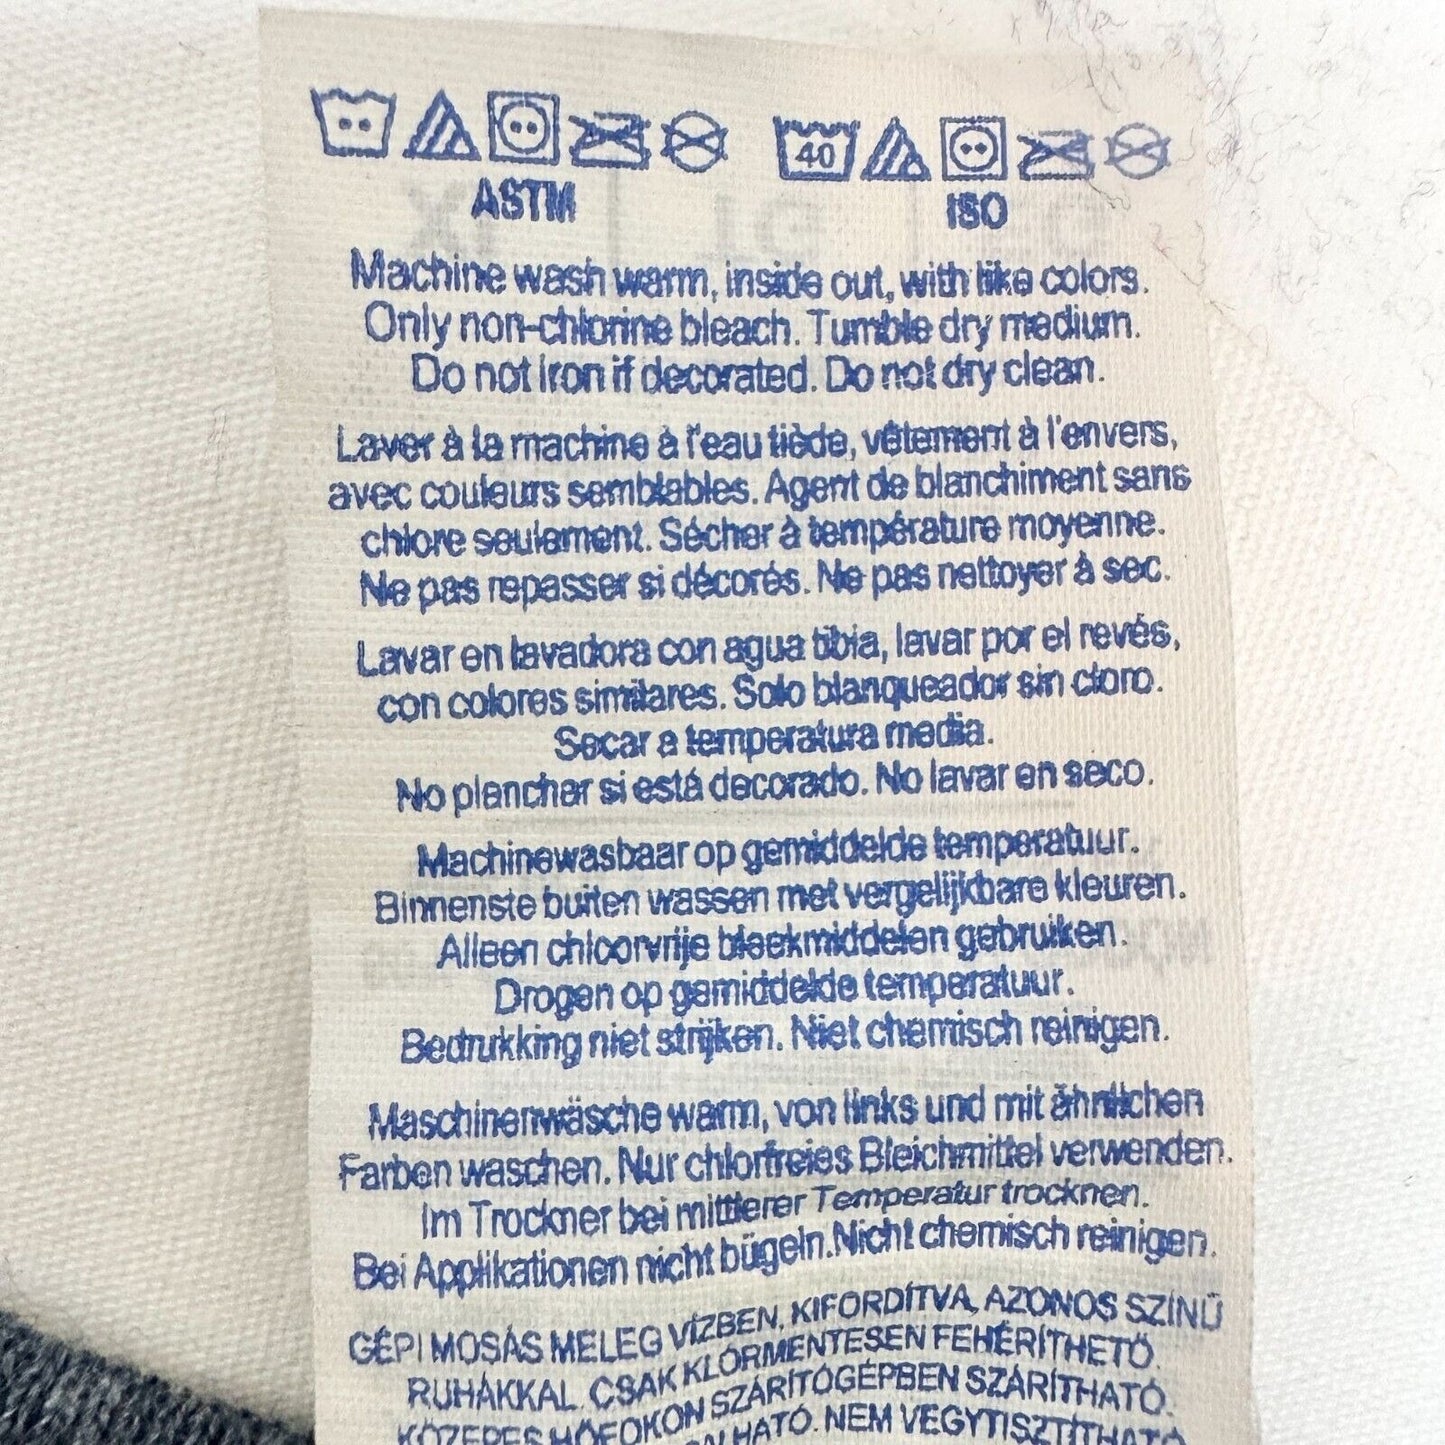 40
ASTM
ISO
Machine wash warm, inside out, with like colors.
Only non-chlorine bleach. Tumble dry medium.
Do not iron if decorated. Do not dry clean.
Laver à la machine à l'eau tiède, vêtement à l'envers,
avec couleurs semblables. Agent de blanchiment sans
chlore seulement. Sécher à température moyenne.
Ne pas repasser si décorés. Ne pas nettoyer à sec.
Lavar en lavadora con agua tibia, lavar por el revés,
con colores similares. Solo blanqueador sin cloro.
Secar a temperatura media.
No planchar si está decorado. No lavar en seco.
Machinewasbaar op gemiddelde temperatuur.
Binnenste buiten wassen met vergelijkbare kleuren.
Alleen chloorvrije bleekmiddelen gebruiken.
Drogen op gemiddelde temperatuur.
Bedrukking niet strijken. Niet chemisch reinigen.
Maschinenwäsche warm, von links und mit ähnlichen
Farben waschen. Nur chlorfreies Bleichmittel verwenden.
Im Trockner bei mittlerer Temperatur trocknen.
Bei Applikationen nicht bügeln. Nicht chemisch reinigen.
GÉPI MOSÁS MELEG VÍZBEN, KIFORDÍTVA, AZONOS SZÍNŰ
RUHÁKKAL. CSAK KLÓRMENTESEN FEHÉRÍTHETŐ.
KÖZEPES HŐFOKON SZÁRÍTÓGÉPBEN SZÁRÍTHATÓ.
NEM VEGYTISZTÍTHATÓ